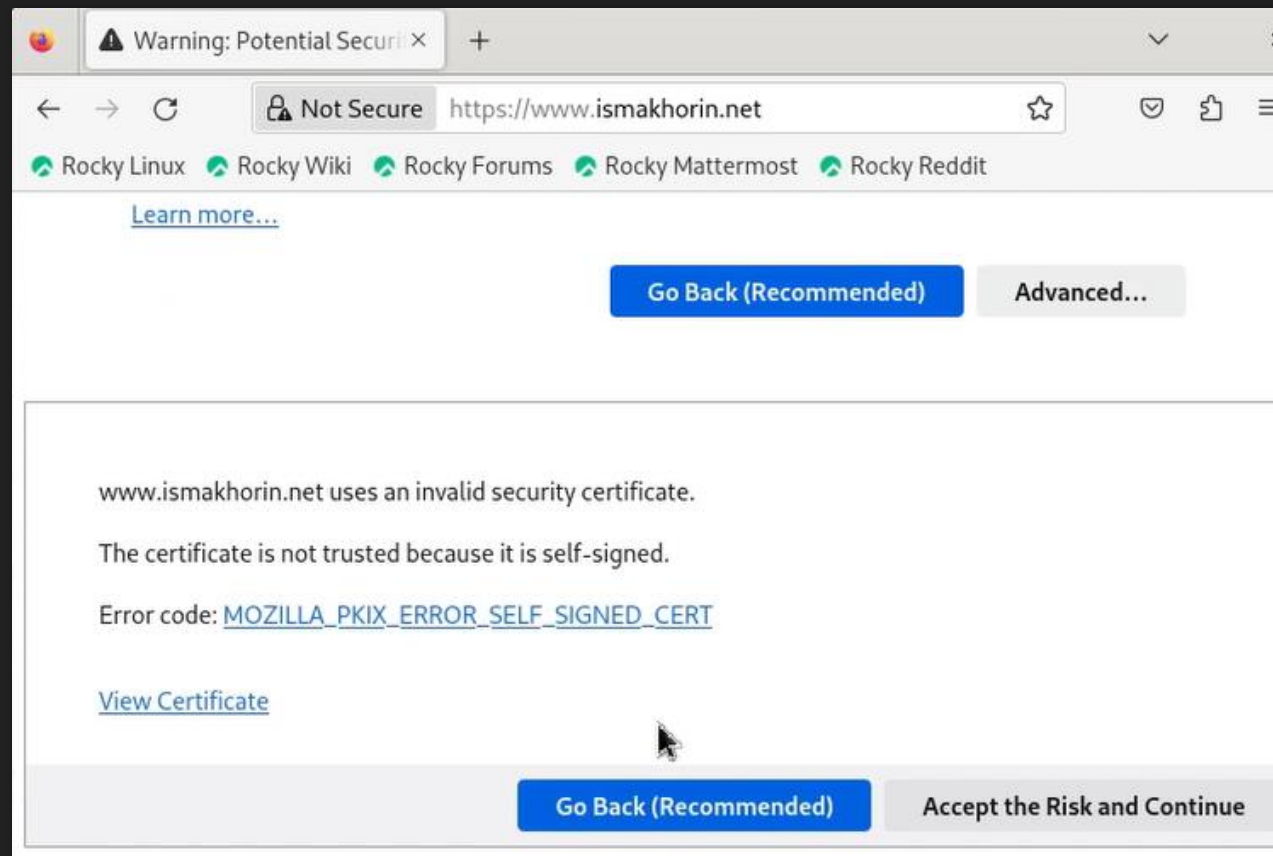 Warning: Potential Securi
Not Secure https://www.ismakhorin.net
Rocky Linux Rocky Wiki Rocky Forums Rocky Mattermost Rocky Reddit
Learn more…
Go Back (Recommended) Advanced…
www.ismakhorin.net uses an invalid security certificate.
The certificate is not trusted because it is self-signed.
Error code: MOZILLA_PKIX_ERROR_SELF_SIGNED_CERT
View Certificate
Go Back (Recommended) Accept the Risk and Continue